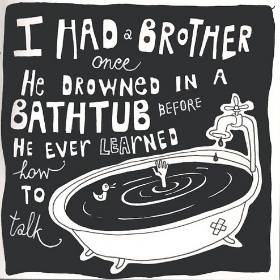 I HAD a BROTHER
once
HE DROWNED IN A
BATHTUB BEFORE
HE EVER LEARNED
how
TO
talk